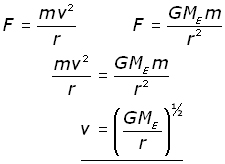 F = mv²/r    F = GM_E m/r²
mv²/r = GM_E m/r²
v = (GM_E/r)^½